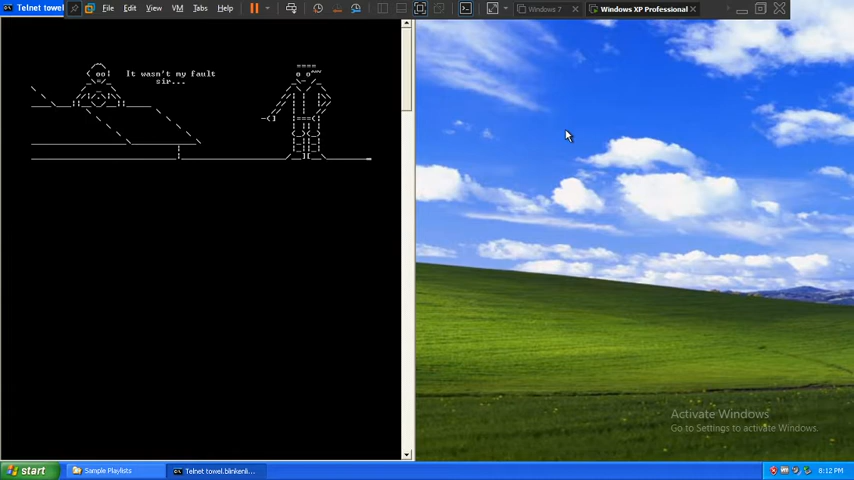 Telnet towel
File Edit View VM Tabs Help
Windows 7
Windows XP Professional
It wasn't my fault
sir...
Activate Windows
Go to Settings to activate Windows.
start
Sample Playlists
Telnet towel.blinkenli...
8:12 PM